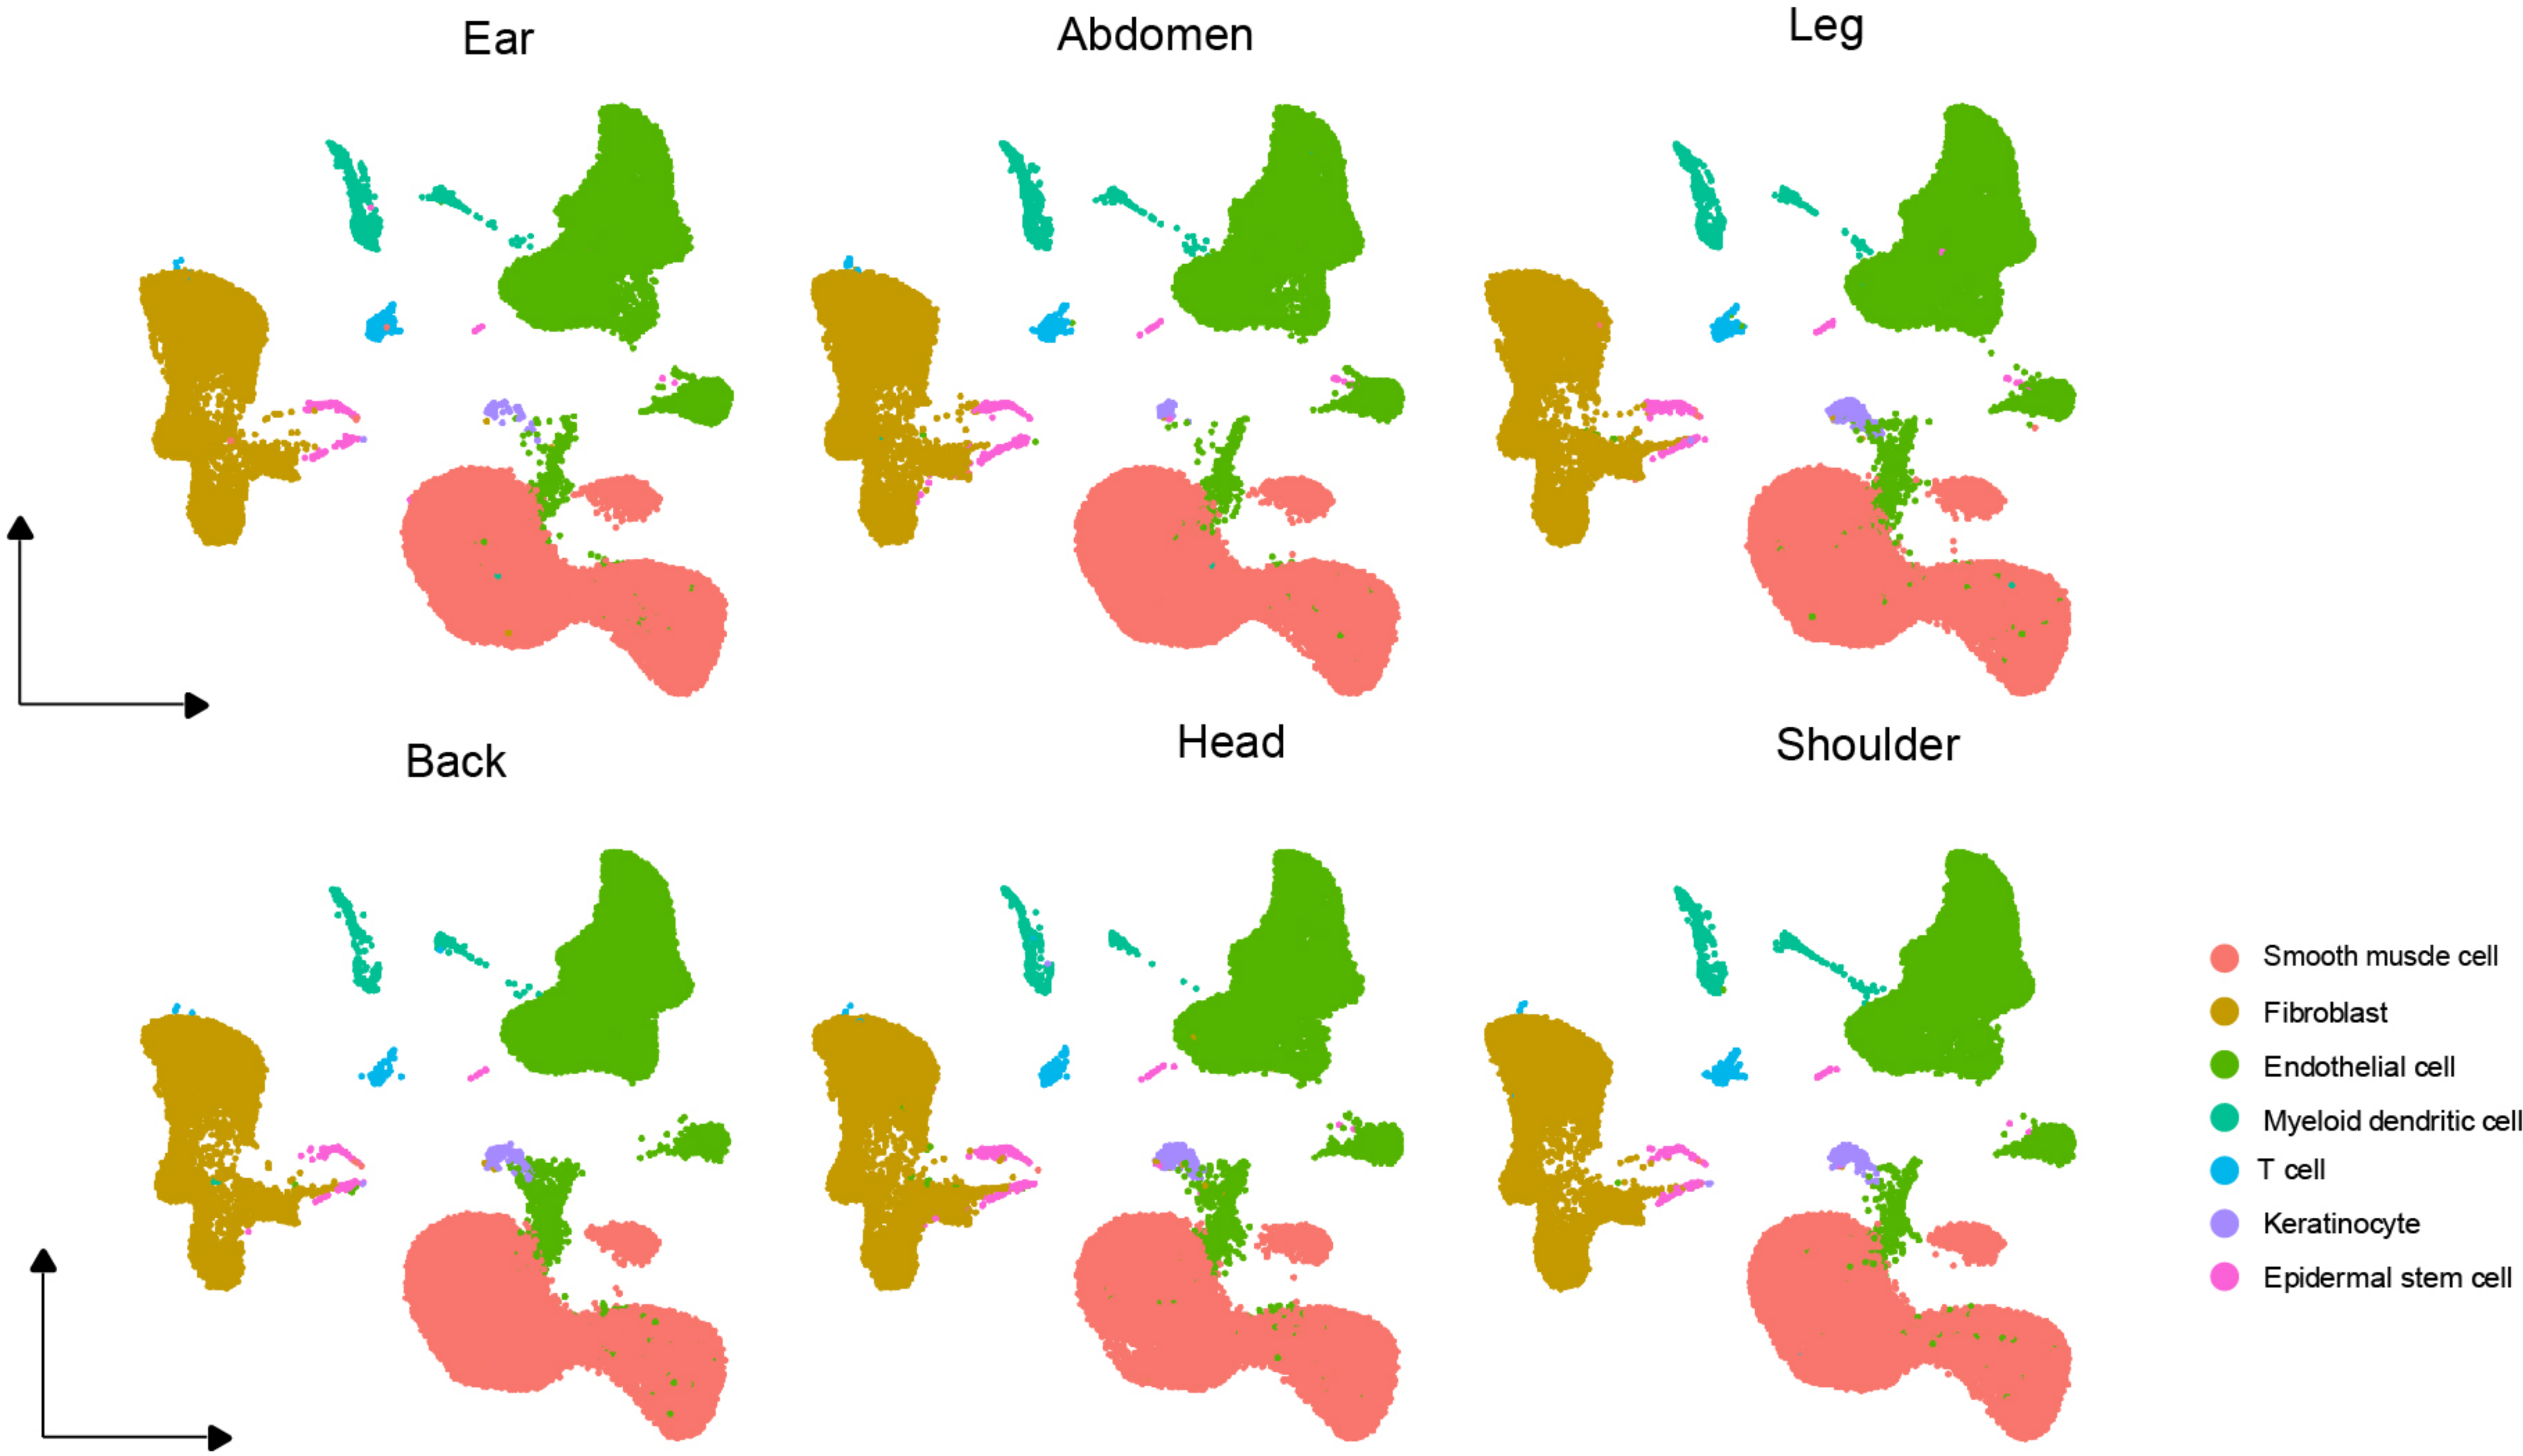 Ear
Abdomen
Leg
Back
Head
Shoulder
Smooth muscle cell
Fibroblast
Endothelial cell
Myeloid dendritic cell
T cell
Keratinocyte
Epidermal stem cell